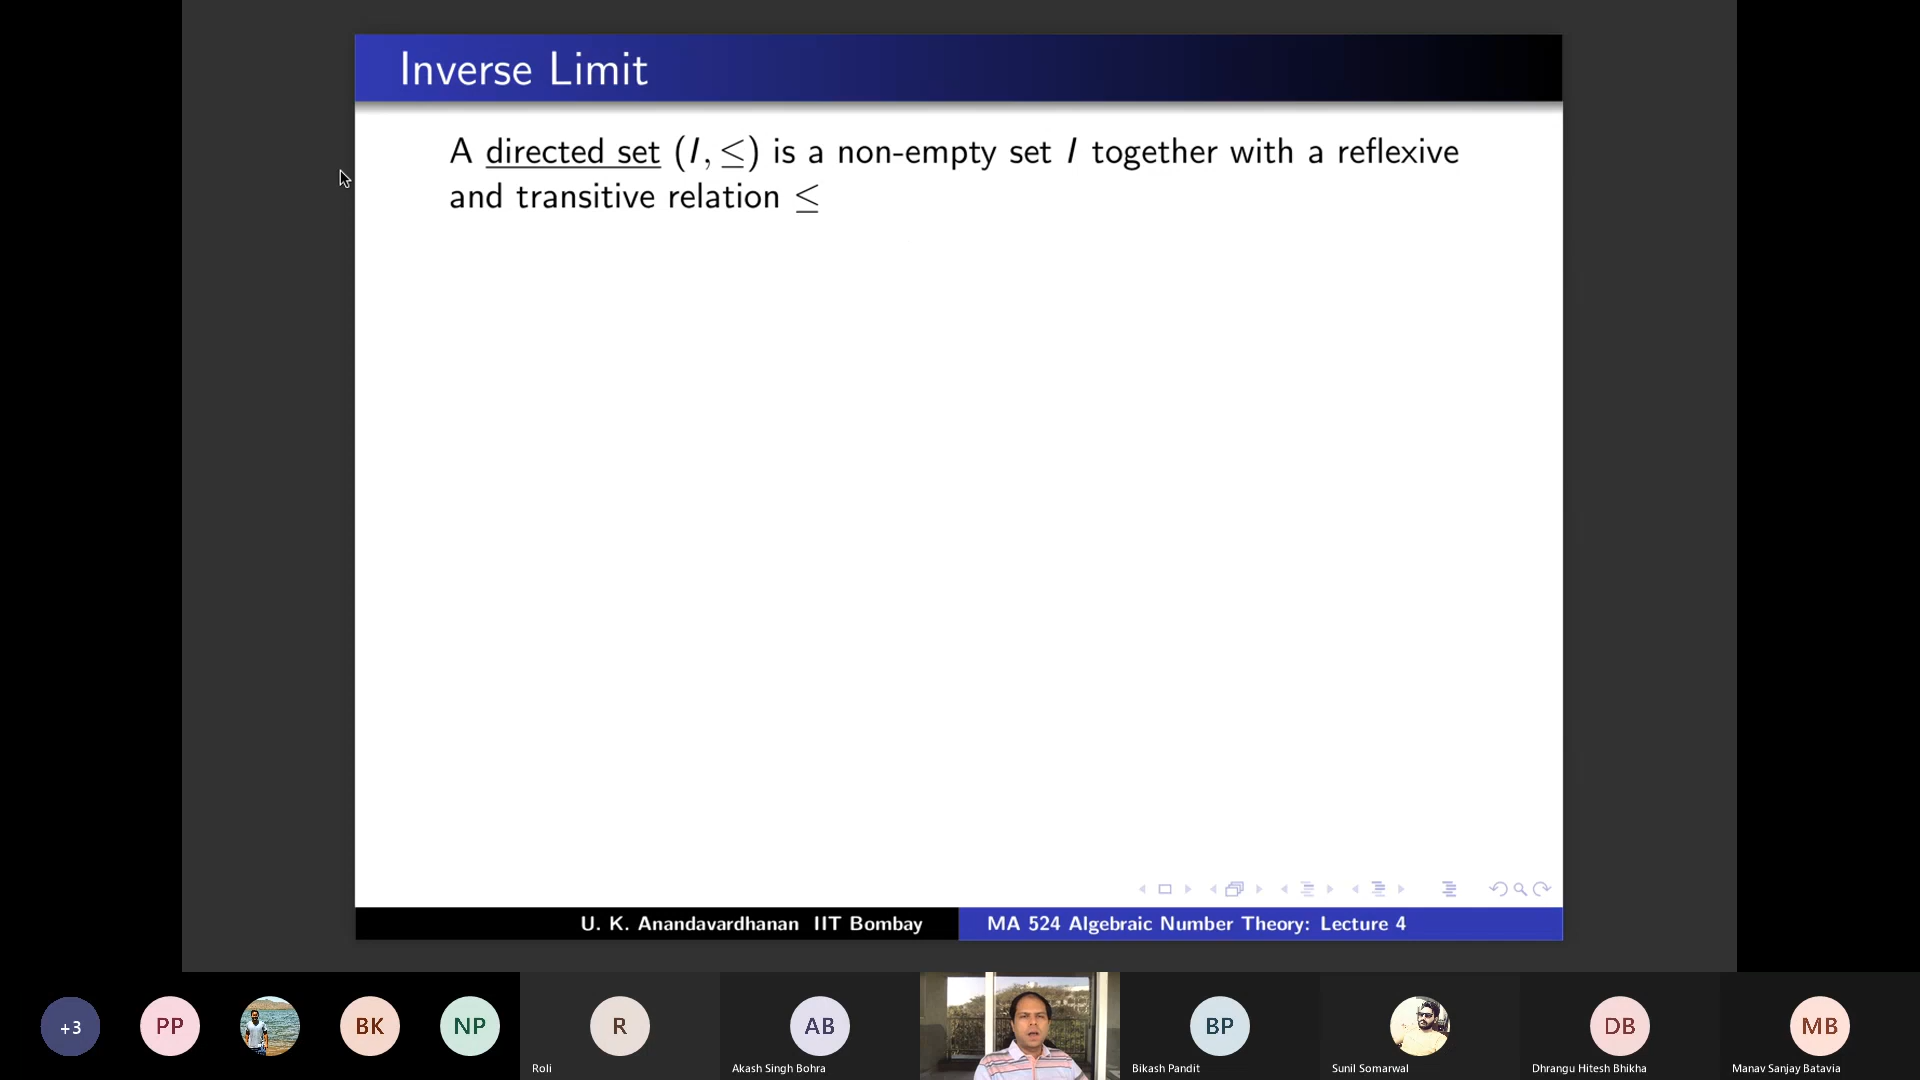 Inverse Limit
A directed set (I, ≤) is a non-empty set I together with a reflexive
and transitive relation ≤
U. K. Anandavardhanan IIT Bombay
MA 524 Algebraic Number Theory: Lecture 4
+3
PP
BK
NP
R
AB
BP
DB
MB
Roli
Akash Singh Bohra
Bikash Pandit
Sunil Somarwal
Dhrangu Hitesh Bhikha
Manav Sanjay Batavia